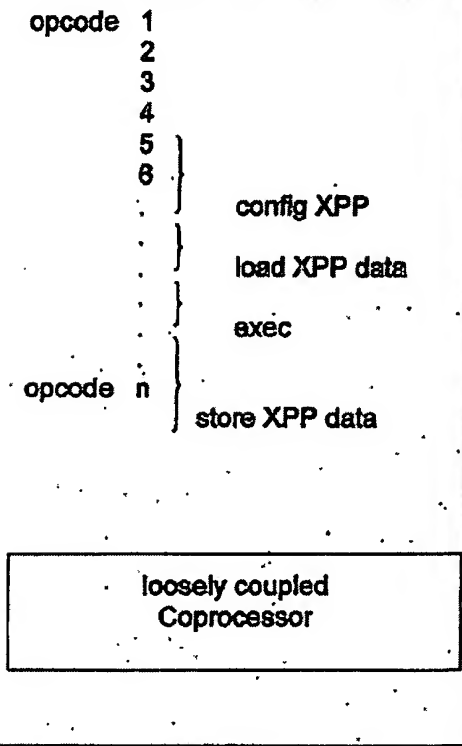 opcode 1
2
3
4
5
6
config XPP
load XPP data
exec
opcode n
store XPP data
loosely coupled
Coprocessor